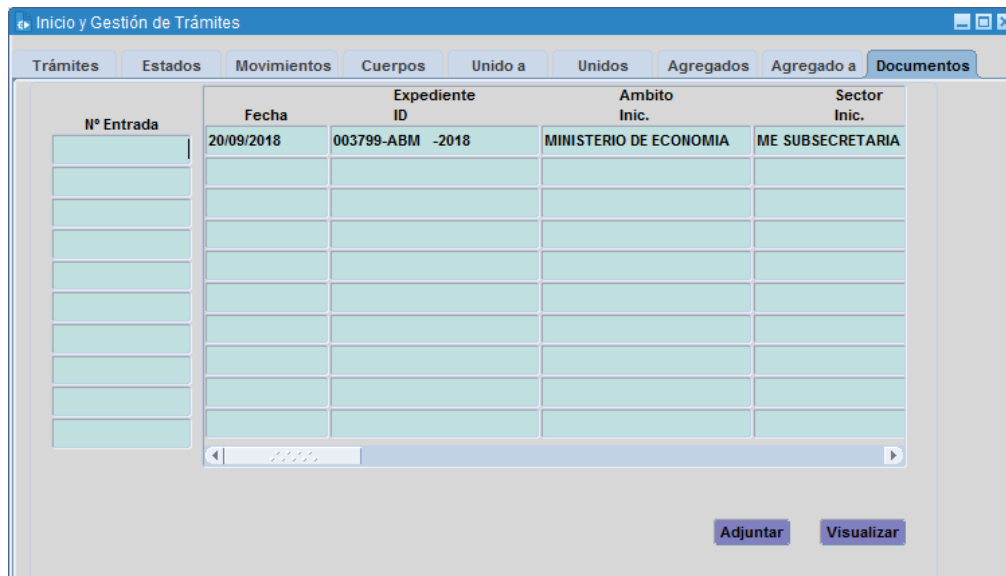 Inicio y Gestión de Trámites
Trámites Estados Movimientos Cuerpos Unido a Unidos Agregados Agregado a Documentos
Nº Entrada
Fecha
Expediente
ID
Ambito
Inic.
Sector
Inic.
20/09/2018 003799-ABM -2018 MINISTERIO DE ECONOMIA ME SUBSECRETARIA
Adjuntar Visualizar